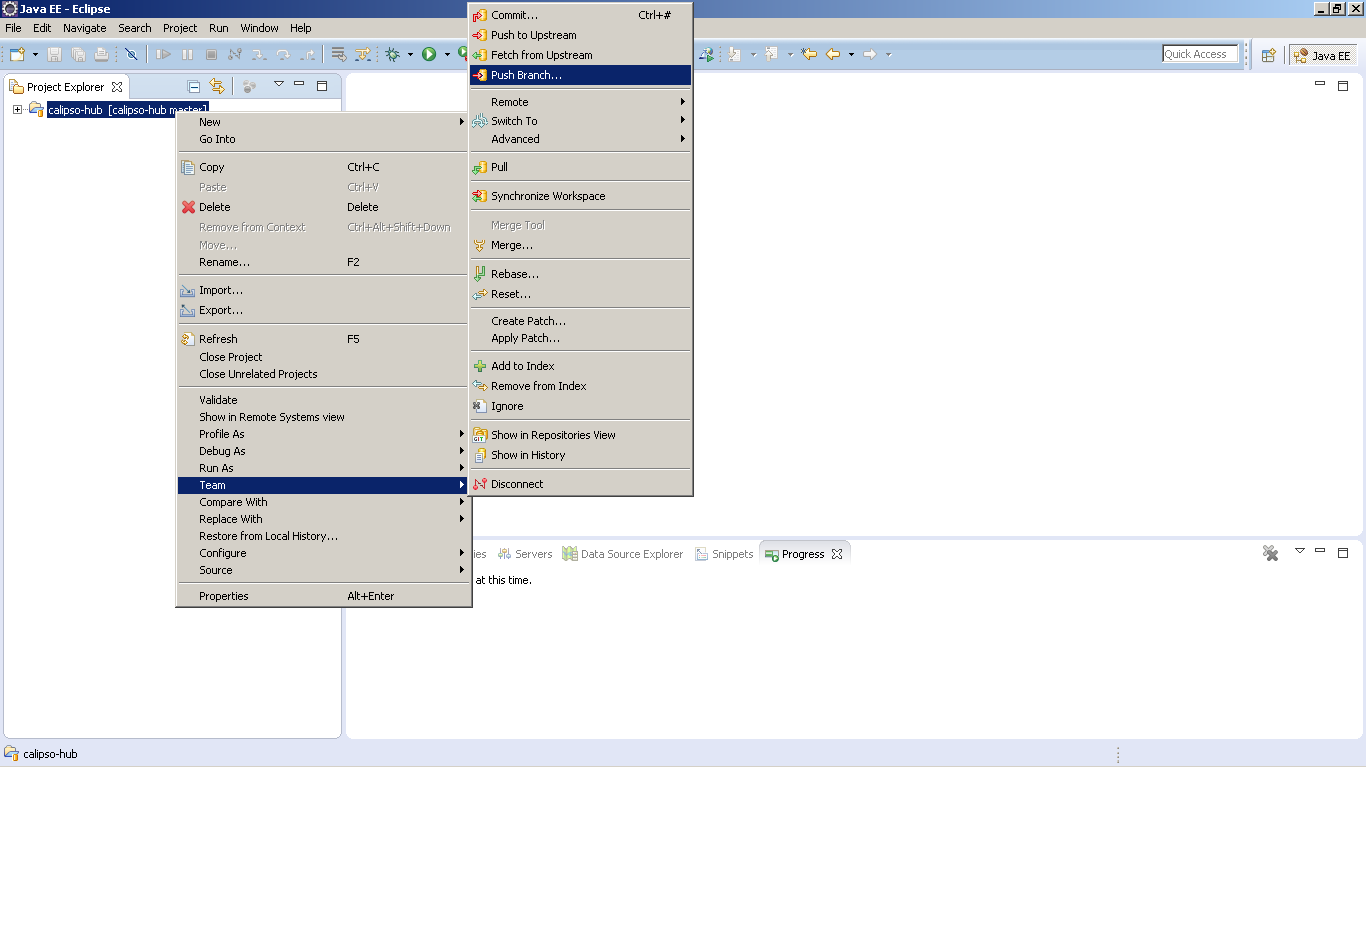 Java EE - Eclipse
File Edit Navigate Search Project Run Window Help
Quick Access
Java EE
Project Explorer
calipso-hub [calipso-hub master]
New
Go Into
Copy Ctrl+C
Paste Ctrl+V
Delete Delete
Remove from Context Ctrl+Alt+Shift+Down
Move...
Rename... F2
Import...
Export...
Refresh F5
Close Project
Close Unrelated Projects
Validate
Show in Remote Systems view
Profile As
Debug As
Run As
Team
Compare With
Replace With
Restore from Local History...
Configure
Source
Properties Alt+Enter
Commit... Ctrl+#
Push to Upstream
Fetch from Upstream
Push Branch...
Remote
Switch To
Advanced
Pull
Synchronize Workspace
Merge Tool
Merge...
Rebase...
Reset...
Create Patch...
Apply Patch...
Add to Index
Remove from Index
Ignore
GIT
Show in Repositories View
Show in History
Disconnect
ies Servers Data Source Explorer Snippets Progress
at this time.
calipso-hub